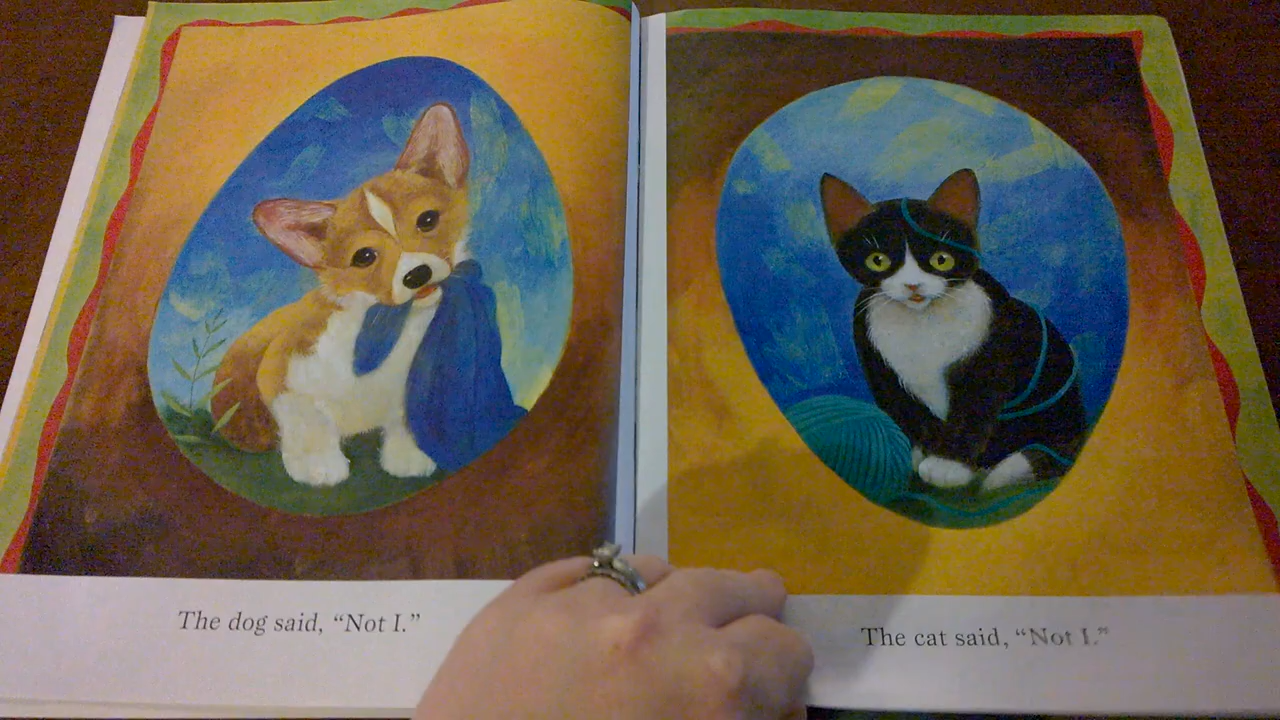 The dog said, “Not I.”
The cat said, “Not I.”